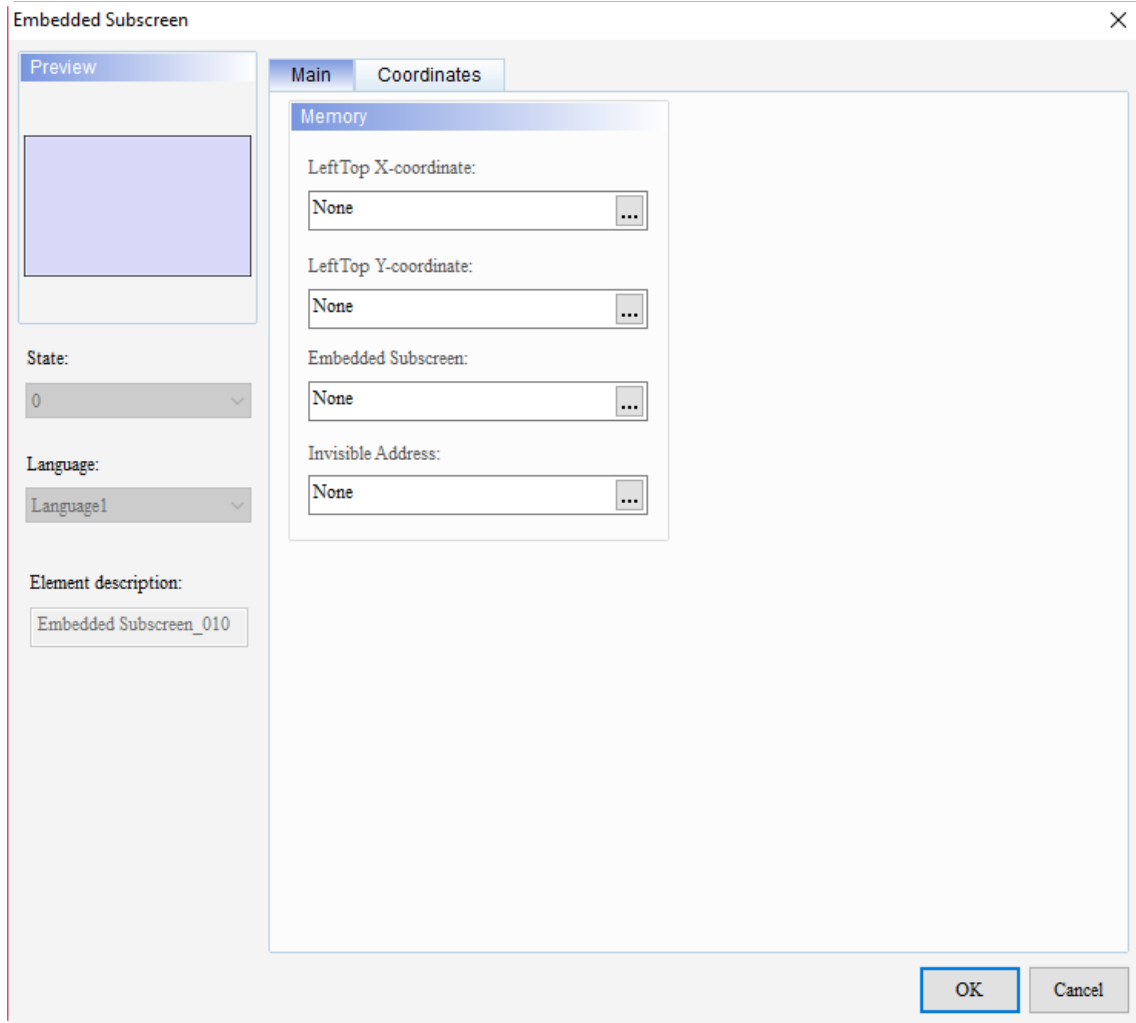 Embedded Subscreen
Preview
Main
Coordinates
Memory
LeftTop X-coordinate:
None
...
LeftTop Y-coordinate:
None
...
Embedded Subscreen:
None
...
Invisible Address:
None
...
State:
0
Language:
Language1
Element description:
Embedded Subscreen_010
OK
Cancel